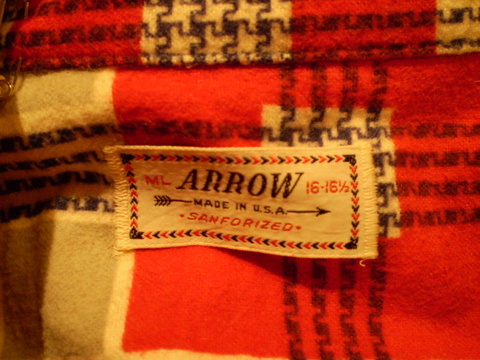 ML ARROW 16-16½
MADE IN U.S.A.
• SANFORIZED •